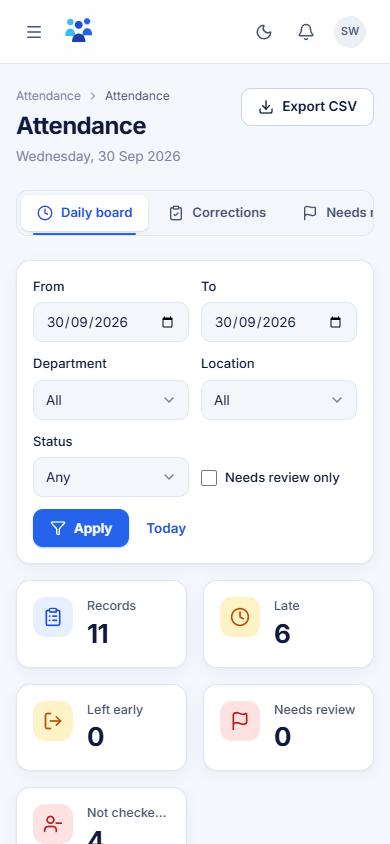 SW
Attendance > Attendance
Attendance
Export CSV
Wednesday, 30 Sep 2026
Daily board
Corrections
Needs r
From
To
30/09/2026
30/09/2026
Department
Location
All
All
Status
Any
Needs review only
Apply
Today
Records
11
Late
6
Left early
0
Needs review
0
Not checke...
4